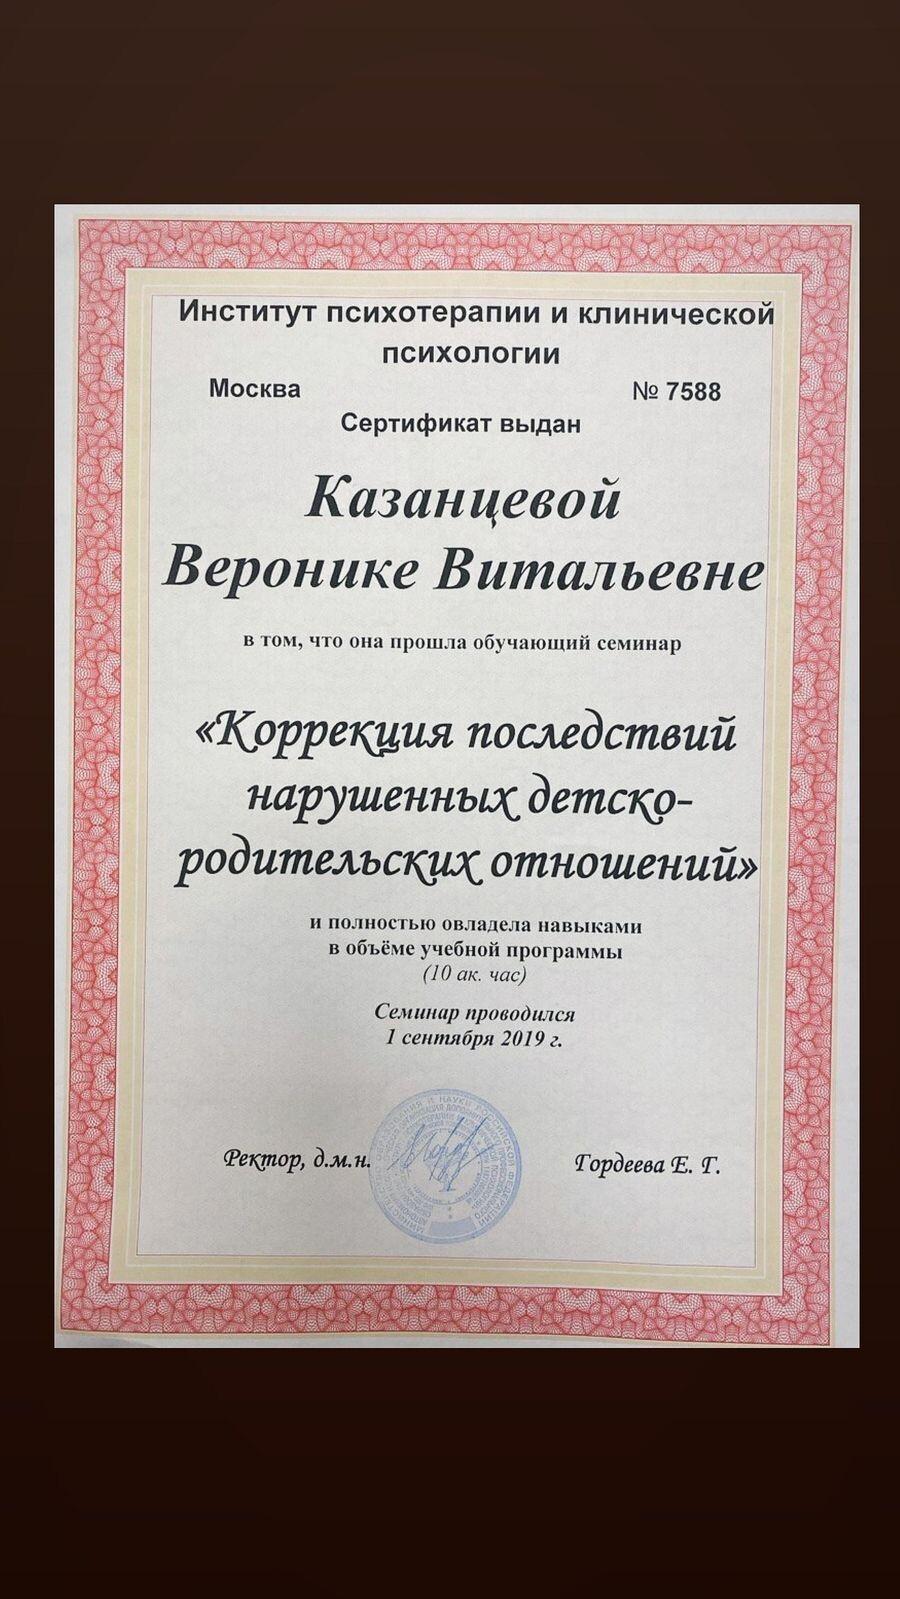 Институт психотерапии и клинической
психологии
Москва № 7588
Сертификат выдан
Казанцевой
Веронике Витальевне
в том, что она прошла обучающий семинар
«Коррекция последствий
нарушенных детско-
родительских отношений»
и полностью овладела навыками
в объёме учебной программы
(10 ак. час)
Семинар проводился
1 сентября 2019 г.
Ректор, д.м.н. Гордеева Е. Г.